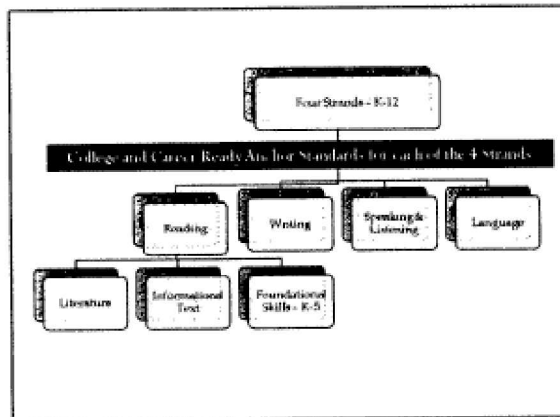 Four Strands - K-12
College and Career Ready Anchor Standards for each of the 4 Strands
Reading
Writing
Speaking &
Listening
Language
Literature
Informational
Text
Foundational
Skills - K-5